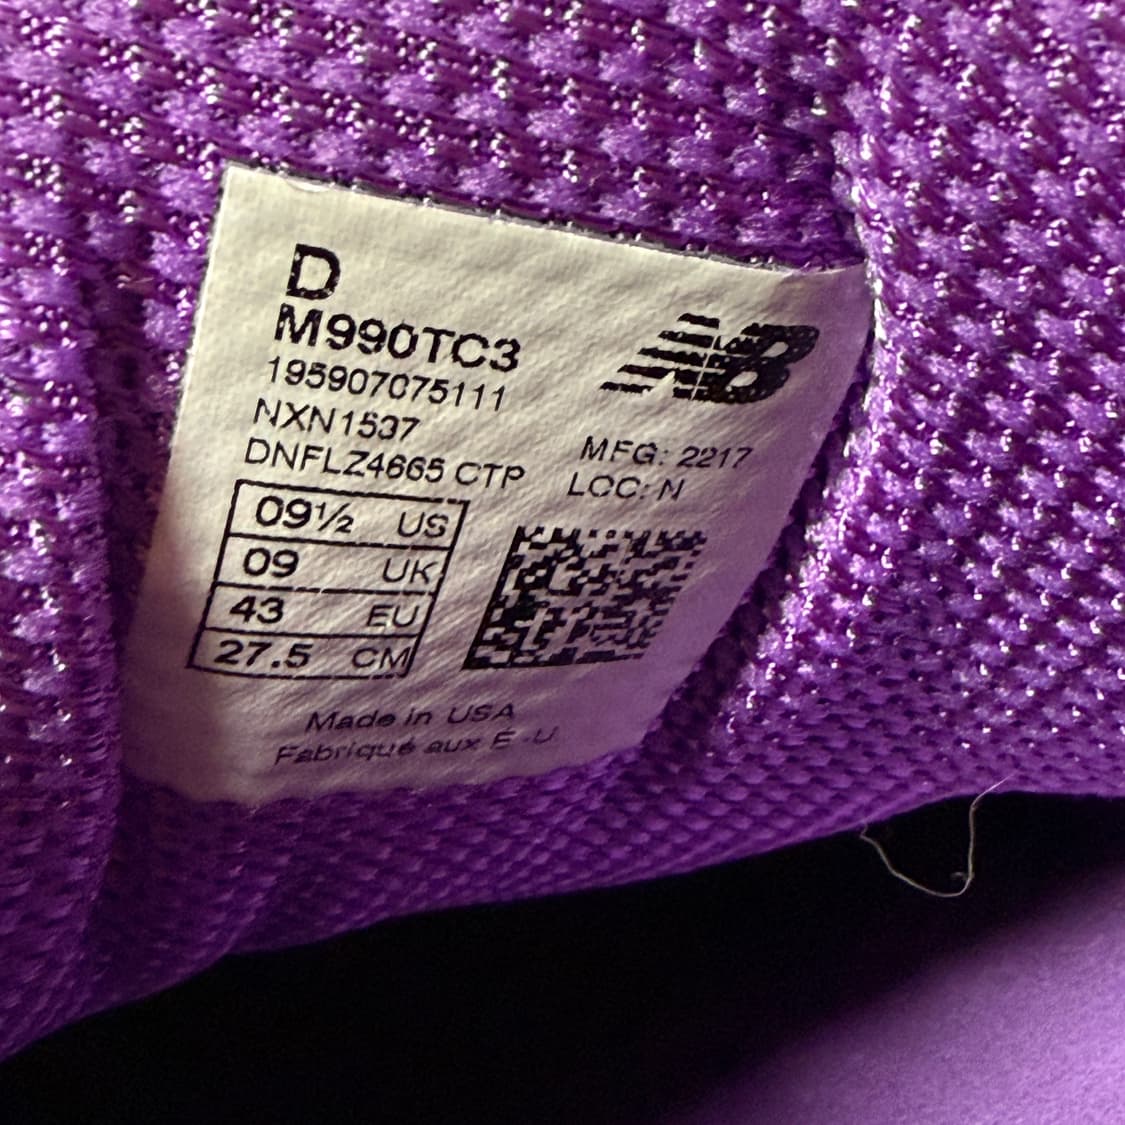 D
M990TC3
195907075111
NXN1537
DNFLZ4665 CTP
NB
MFG: 2217
LOC: N
09½ US
09 UK
43 EU
27.5 CM
Made in USA
Fabriqué aux É.-U.